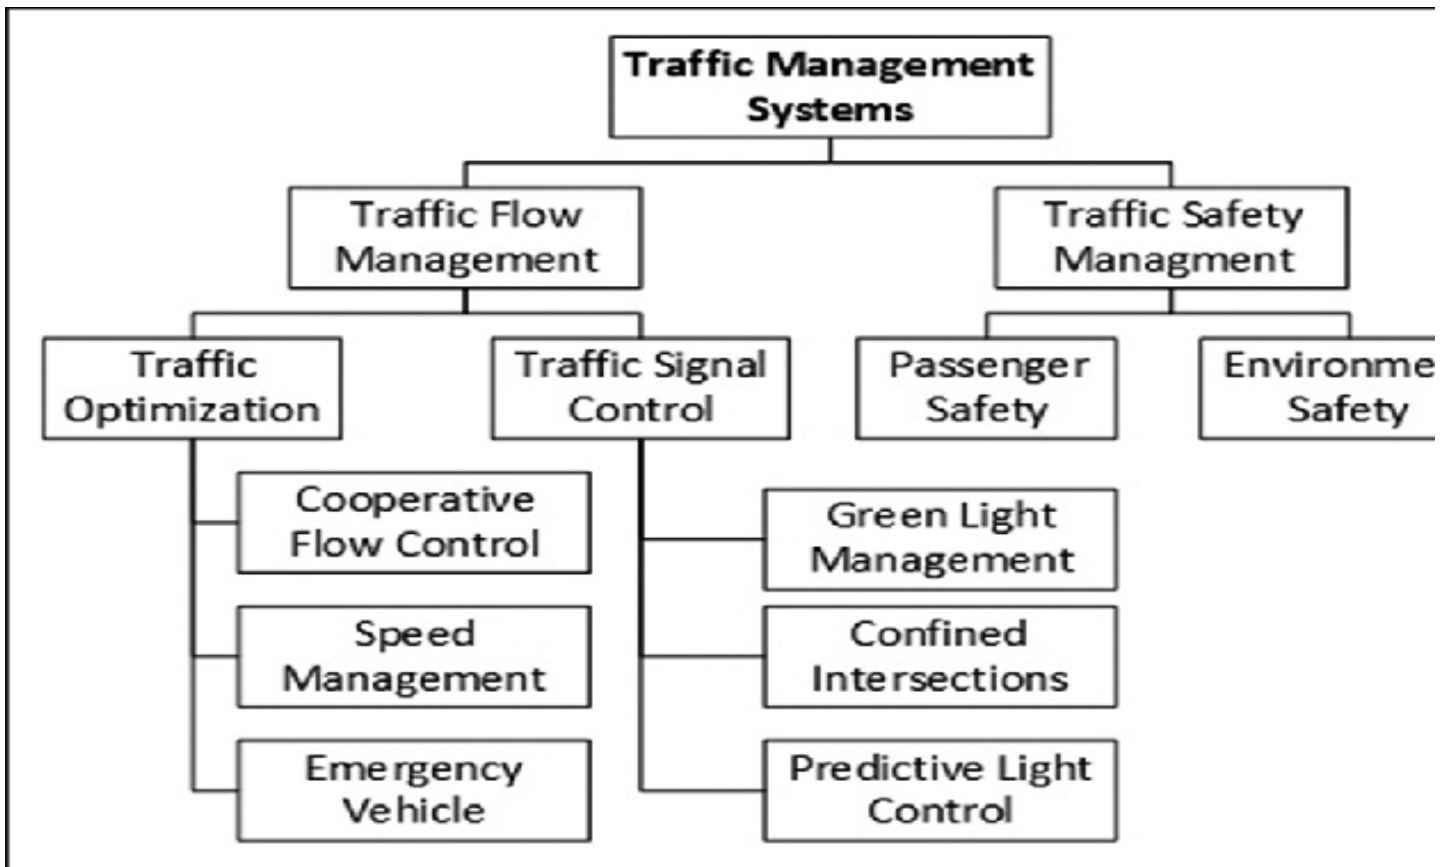 Traffic Management
Systems
Traffic Flow
Management
Traffic Safety
Managment
Traffic
Optimization
Traffic Signal
Control
Passenger
Safety
Environme
Safety
Cooperative
Flow Control
Speed
Management
Emergency
Vehicle
Green Light
Management
Confined
Intersections
Predictive Light
Control